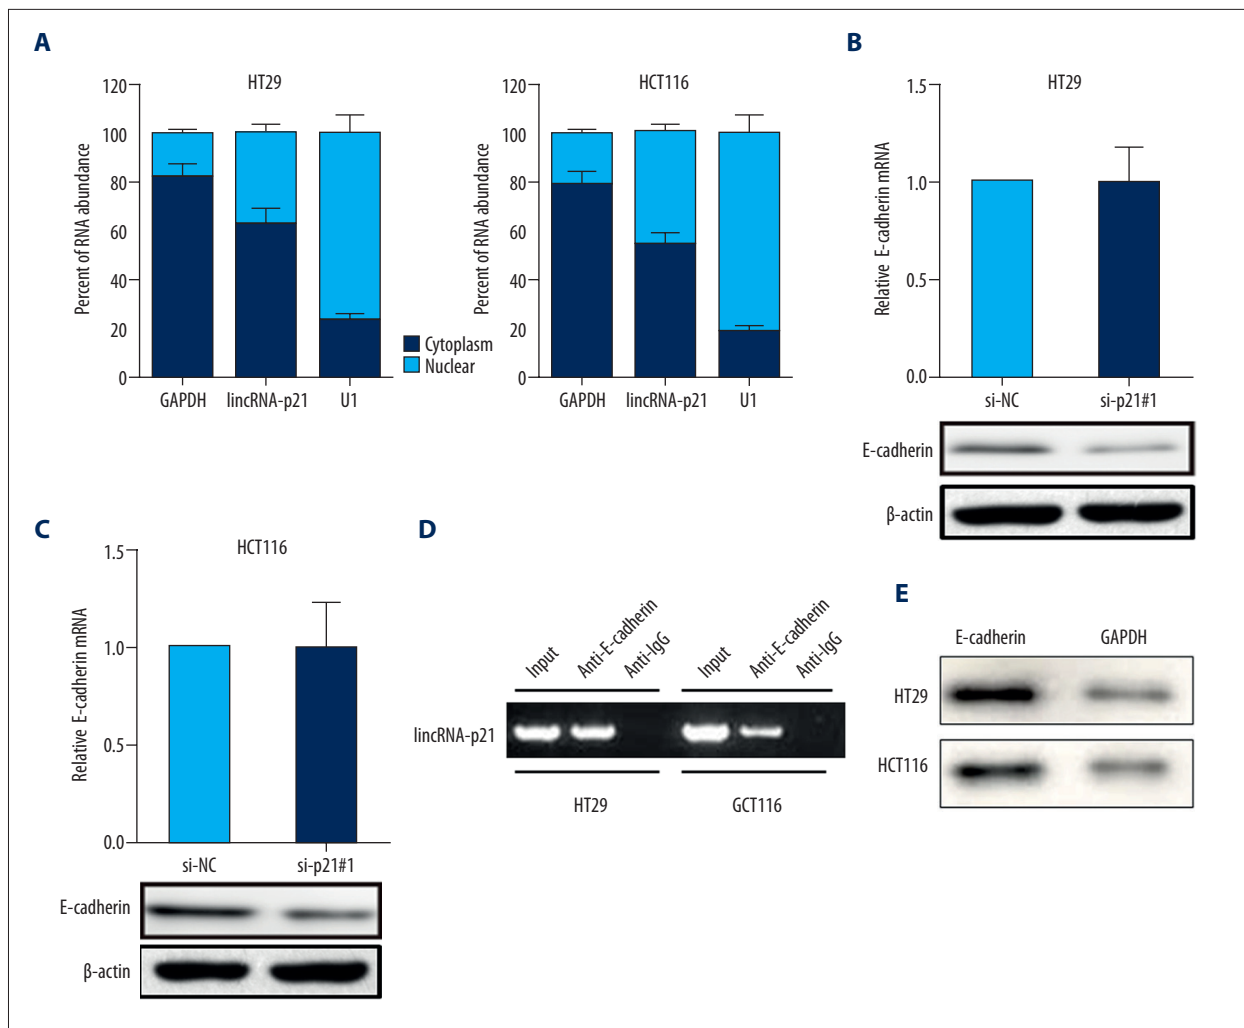 A
HT29
Percent of RNA abundance
120
100
80
60
40
20
0
GAPDH
lincRNA-p21
U1
Cytoplasm
Nuclear
HCT116
Percent of RNA abundance
120
100
80
60
40
20
0
GAPDH
lincRNA-p21
U1
B
HT29
Relative E-cadherin mRNA
1.5
1.0
0.5
0.0
si-NC
si-p21#1
E-cadherin
β-actin
C
HCT116
Relative E-cadherin mRNA
1.5
1.0
0.5
0.0
si-NC
si-p21#1
E-cadherin
β-actin
D
Input
Anti-E-cadherin
Anti-IgG
Input
Anti-E-cadherin
Anti-IgG
lincRNA-p21
HT29
GCT116
E
E-cadherin
GAPDH
HT29
HCT116